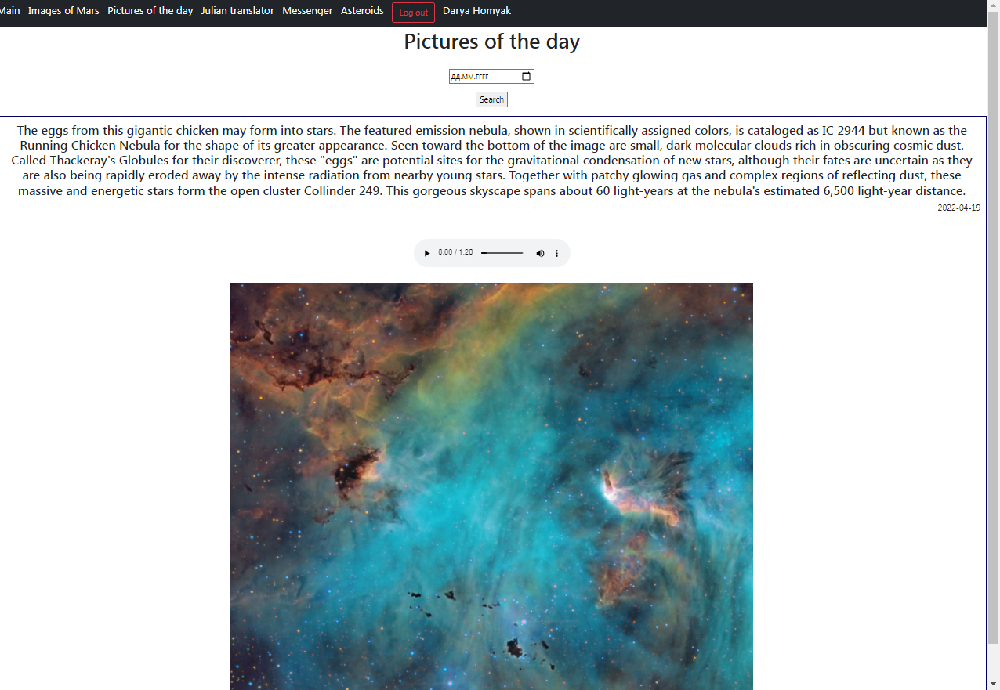 Main Images of Mars Pictures of the day Julian translator Messenger Asteroids Log out Darya Homyak
Pictures of the day
дд.мм.гггг
Search
The eggs from this gigantic chicken may form into stars. The featured emission nebula, shown in scientifically assigned colors, is cataloged as IC 2944 but known as the
Running Chicken Nebula for the shape of its greater appearance. Seen toward the bottom of the image are small, dark molecular clouds rich in obscuring cosmic dust.
Called Thackeray's Globules for their discoverer, these "eggs" are potential sites for the gravitational condensation of new stars, although their fates are uncertain as they
are also being rapidly eroded away by the intense radiation from nearby young stars. Together with patchy glowing gas and complex regions of reflecting dust, these
massive and energetic stars form the open cluster Collinder 249. This gorgeous skyscape spans about 60 light-years at the nebula's estimated 6,500 light-year distance.
2022-04-19
0:06 / 1:20